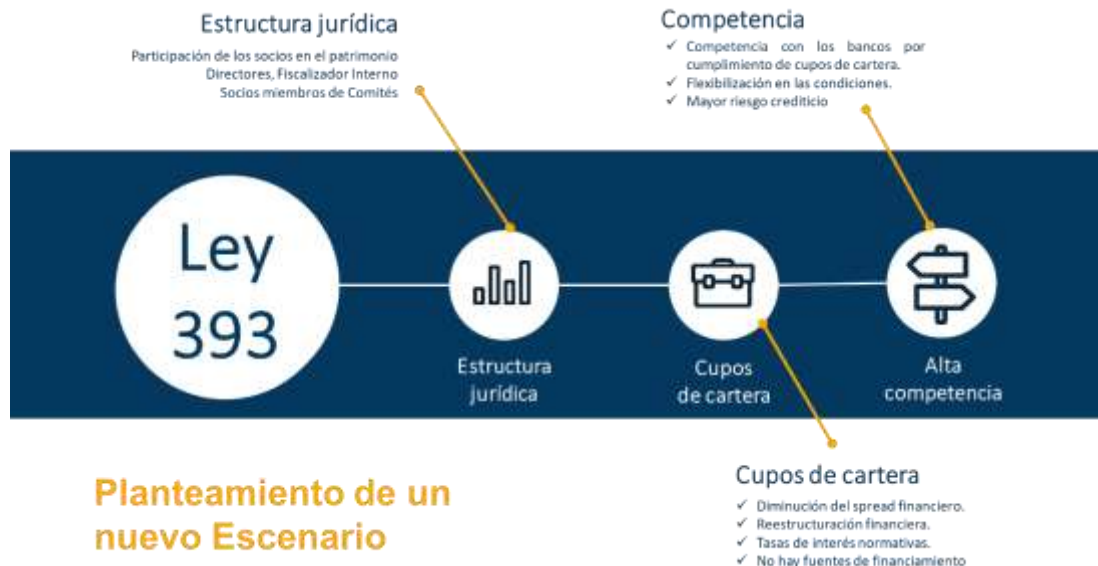 Estructura jurídica
Participación de los socios en el patrimonio
Directores, Fiscalizador Interno
Socios miembros de Comités
Competencia
✓ Competencia con los bancos por
cumplimiento de cupos de cartera.
✓ Flexibilización en las condiciones.
✓ Mayor riesgo crediticio
Ley
393
Estructura
jurídica
Cupos
de cartera
Alta
competencia
Planteamiento de un
nuevo Escenario
Cupos de cartera
✓ Diminución del spread financiero.
✓ Reestructuración financiera.
✓ Tasas de interés normativas.
✓ No hay fuentes de financiamiento